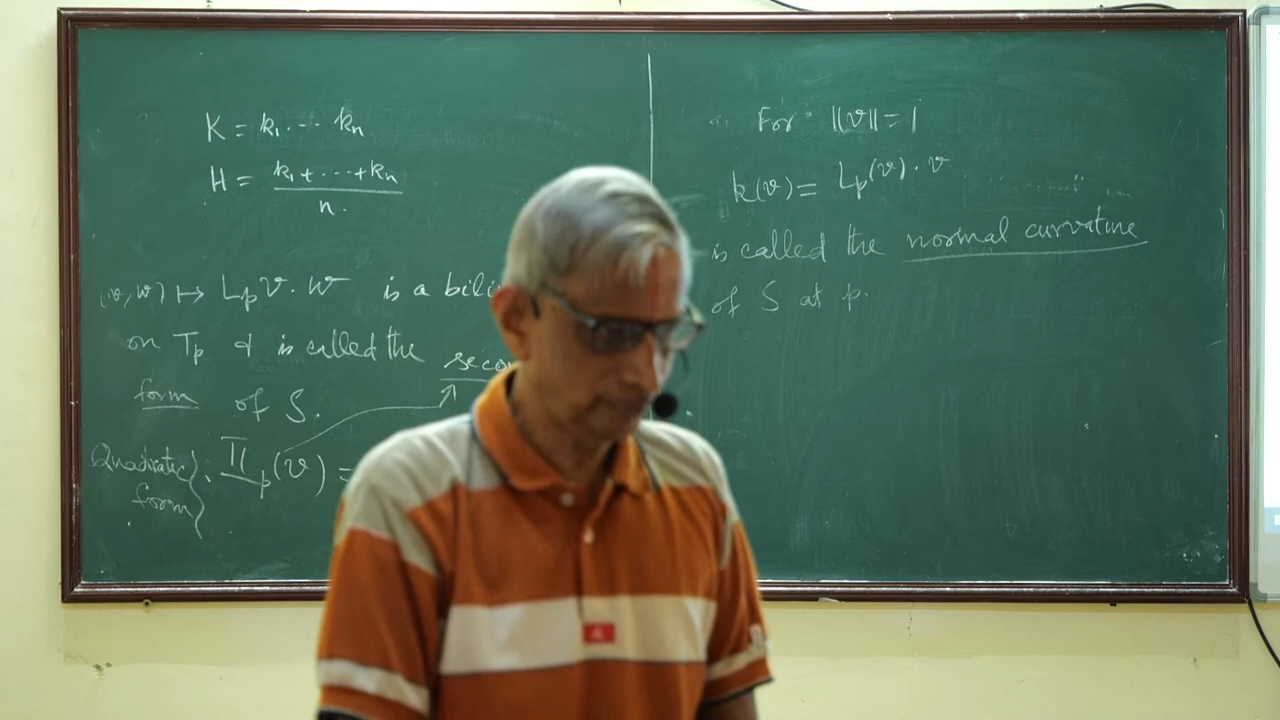 K = k₁ ⋯ kₙ
H = (k₁ + ⋯ + kₙ) / n.
(v, w) ↦ Lₚv · w is a bili
on Tₚ & is called the
form of S.
Quadratic
form
IIₚ(v) =
For ‖v‖ = 1
k(v) = Lₚ(v) · v
is called the normal curvature
of S at p.